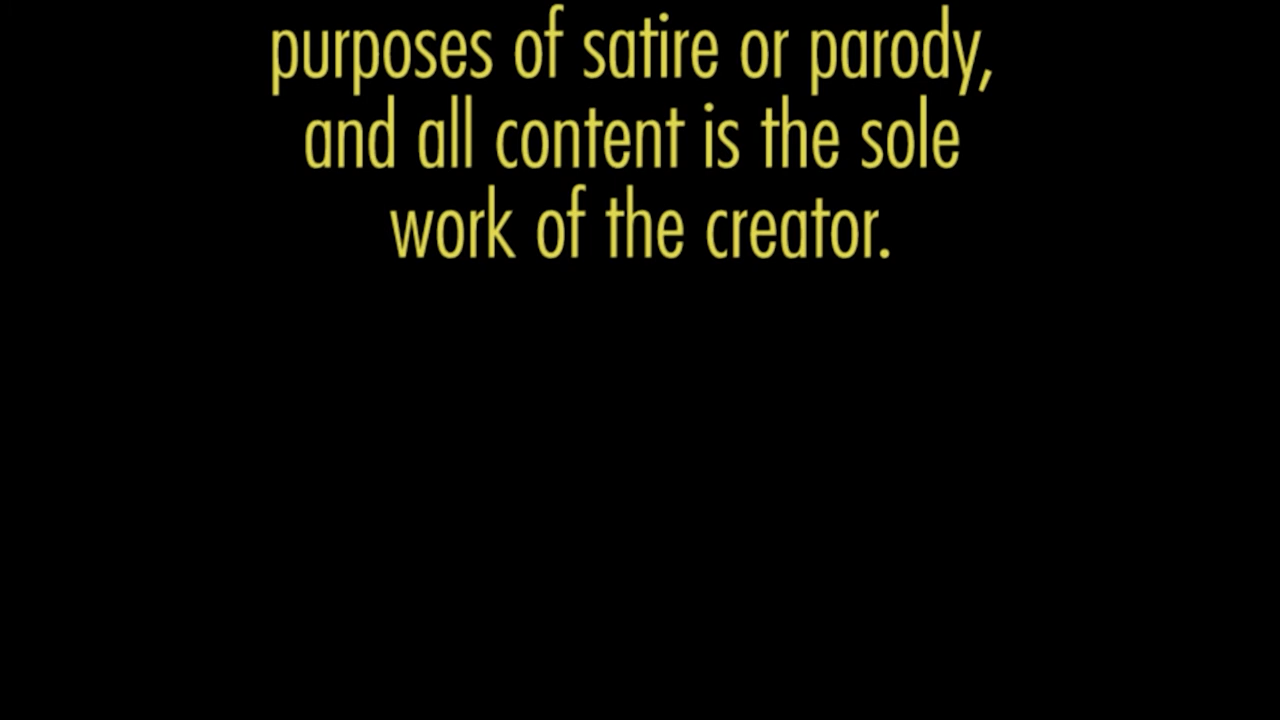 purposes of satire or parody,
and all content is the sole
work of the creator.